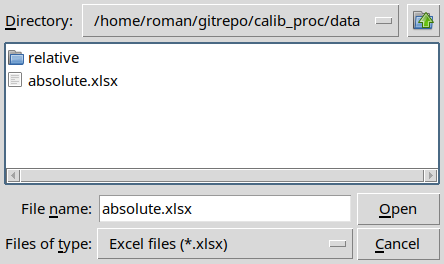 Directory: /home/roman/gitrepo/calib_proc/data
relative
absolute.xlsx
File name: absolute.xlsx Open
Files of type: Excel files (*.xlsx) Cancel